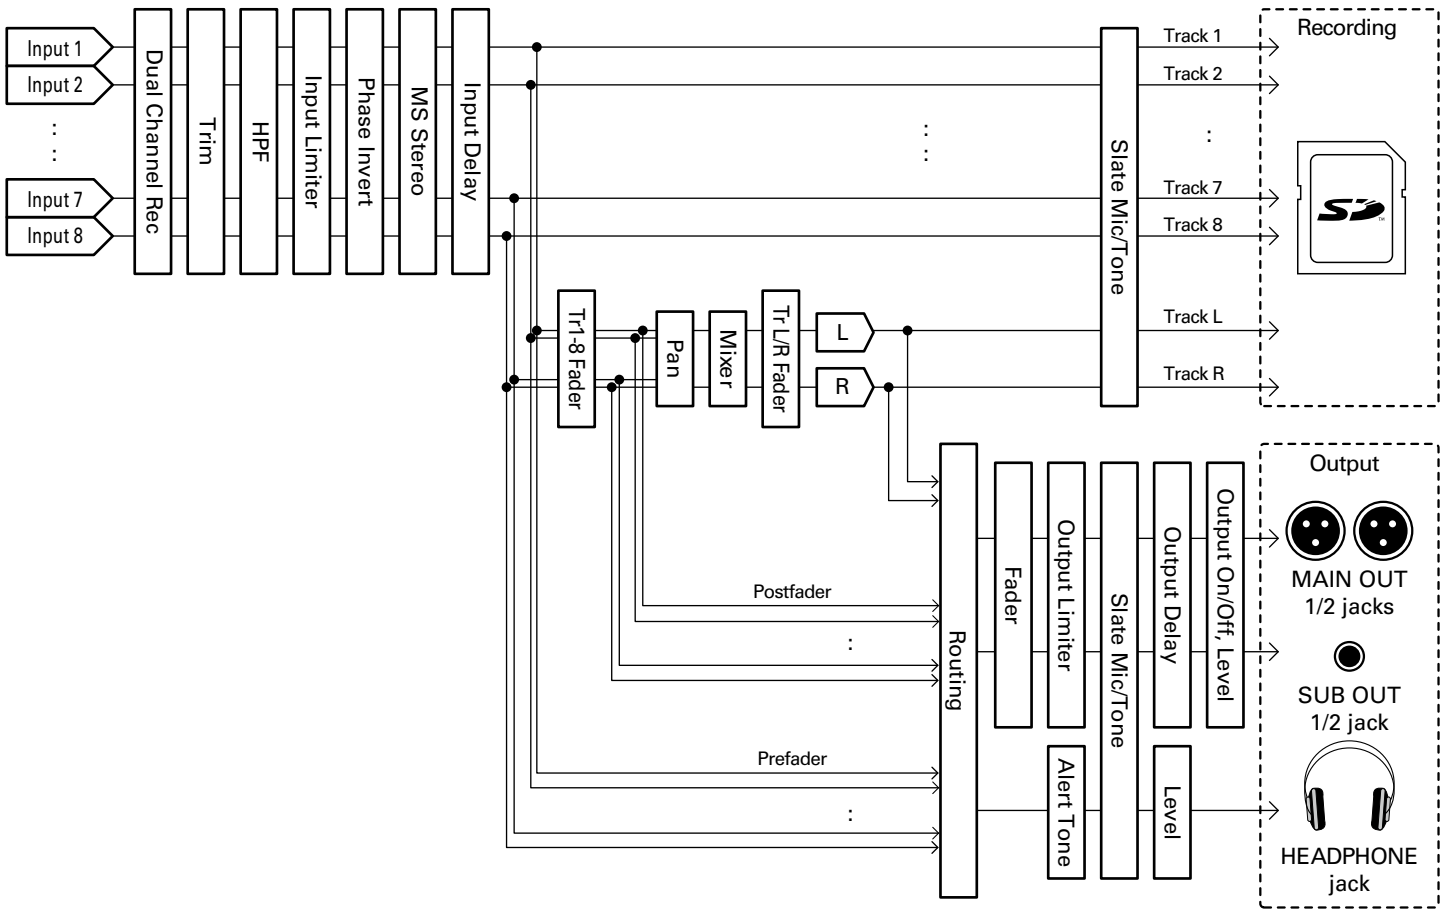 Input 1
Input 2
Input 7
Input 8
Dual Channel Rec
Trim
HPF
Input Limiter
Phase Invert
MS Stereo
Input Delay
Slate Mic/Tone
Track 1
Track 2
Track 7
Track 8
Track L
Track R
Recording
SD
TM
Tr1-8 Fader
Pan
Mixer
Tr L/R Fader
L
R
Postfader
Prefader
Routing
Fader
Output Limiter
Alert Tone
Slate Mic/Tone
Output Delay
Level
Output On/Off, Level
Output
MAIN OUT
1/2 jacks
SUB OUT
1/2 jack
HEADPHONE
jack